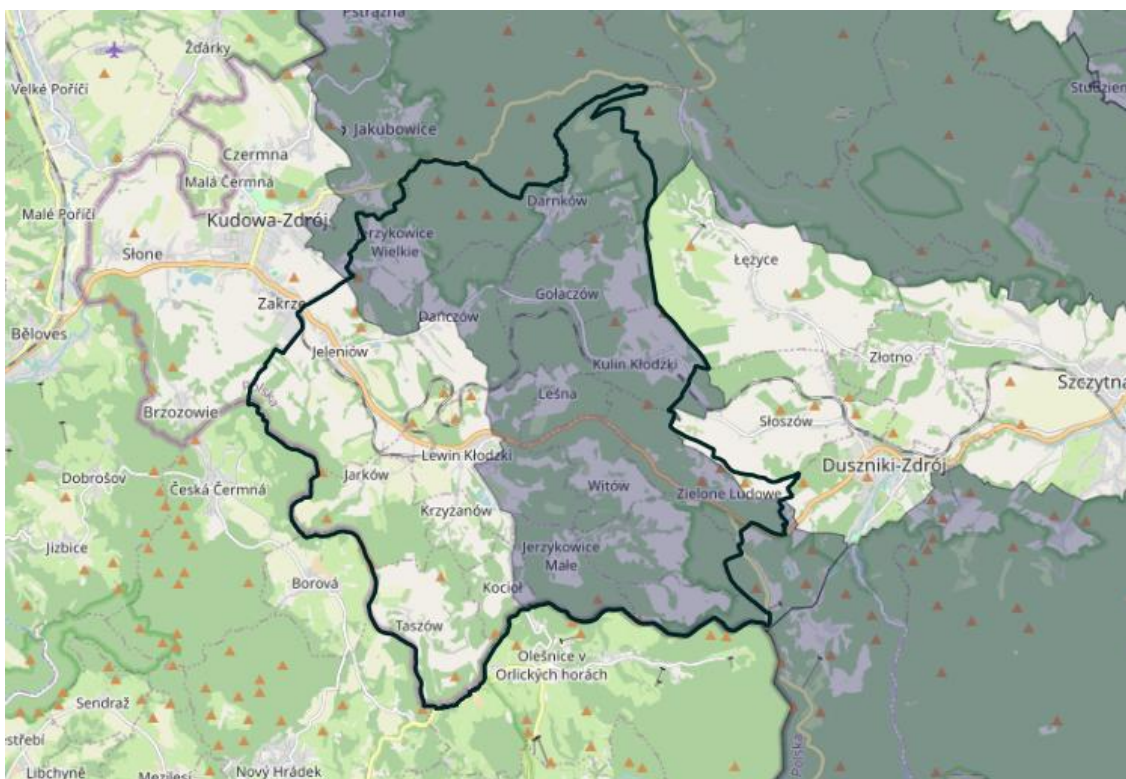 Pstrążna
Žďárky
Velké Poříčí
Studzien
Jakubowice
Czermna
Malá Čermná
Malé Poříčí
Kudowa-Zdrój
Darnków
Jerzykowice
Wielkie
Słone
Łężyce
Zakrze
Gołaczów
Běloves
Dańczów
Jeleniów
Złotno
Kulin Kłodzki
Szczytna
Leśna
Brzozowie
Słoszów
Lewin Kłodzki
Duszniki-Zdrój
Dobrošov
Jarków
Česká Čermná
Witów
Zielone Ludowe
Krzyżanów
Jizbice
Jerzykowice
Małe
Borová
Kocioł
Taszów
Olešnice v
Orlických horách
Sendraž
Polska
Nový Hrádek
Libchyně
Mezilesí